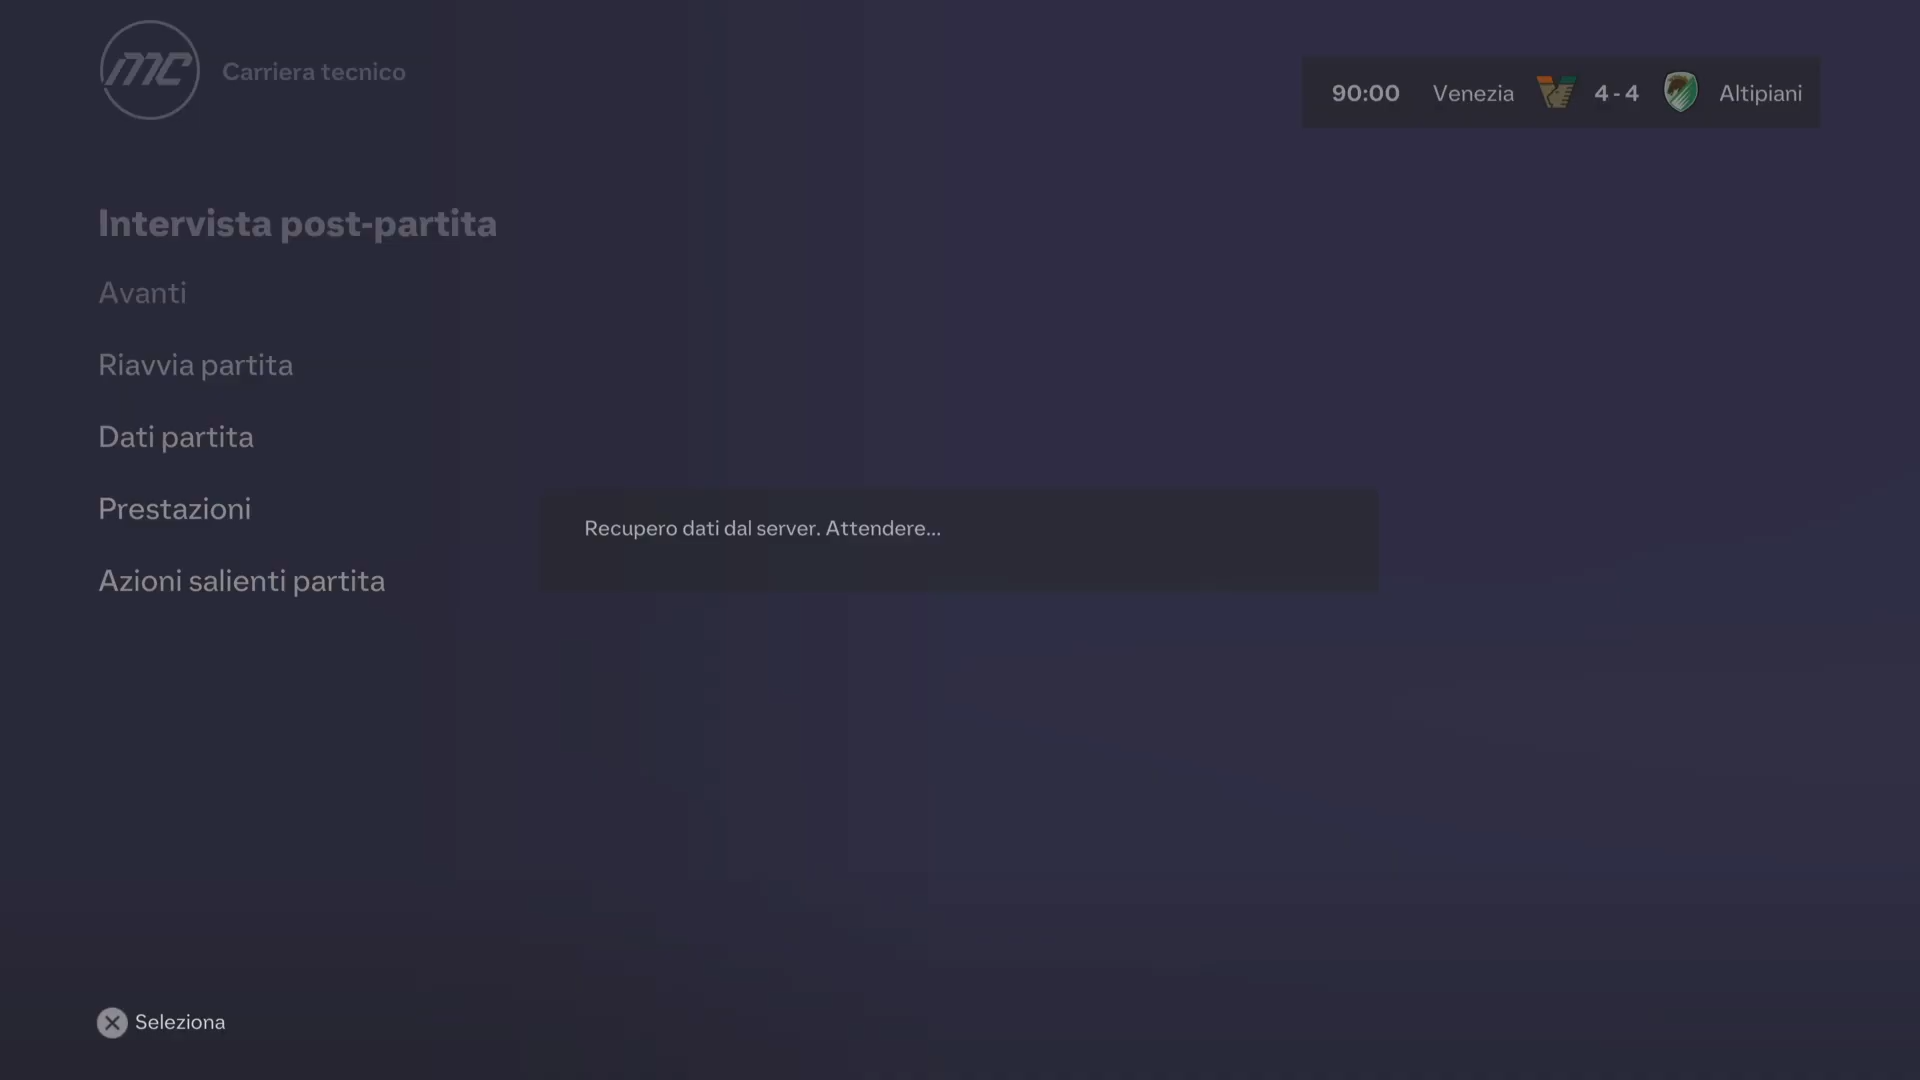 MC Carriera tecnico
90:00 Venezia 4 - 4 Altipiani
Intervista post-partita
Avanti
Riavvia partita
Dati partita
Prestazioni
Azioni salienti partita
Recupero dati dal server. Attendere...
Seleziona